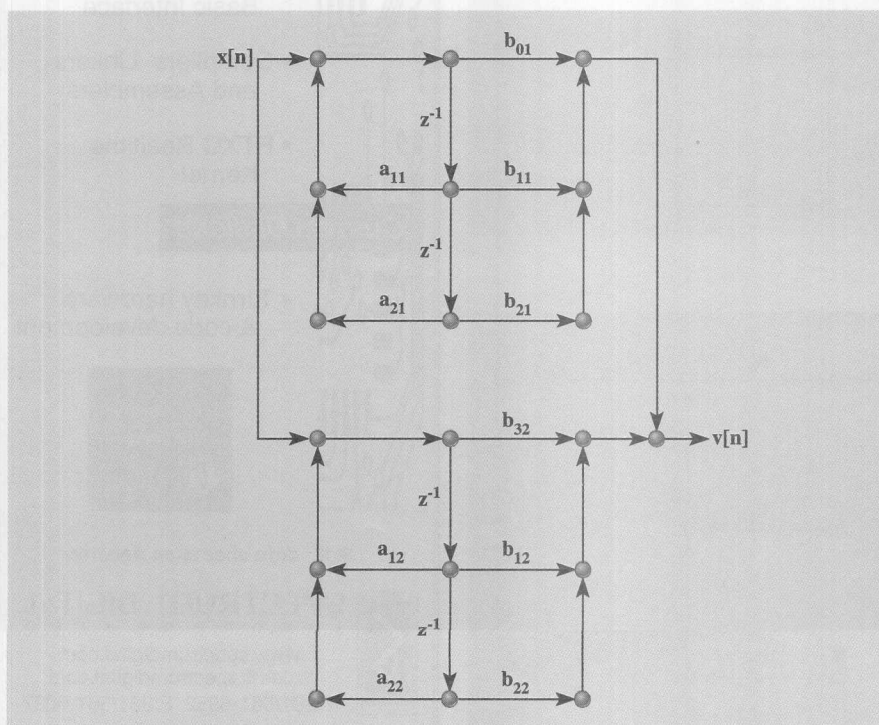 x[n] b₀₁
z⁻¹
a₁₁ b₁₁
z⁻¹
a₂₁ b₂₁
b₃₂ v[n]
z⁻¹
a₁₂ b₁₂
z⁻¹
a₂₂ b₂₂